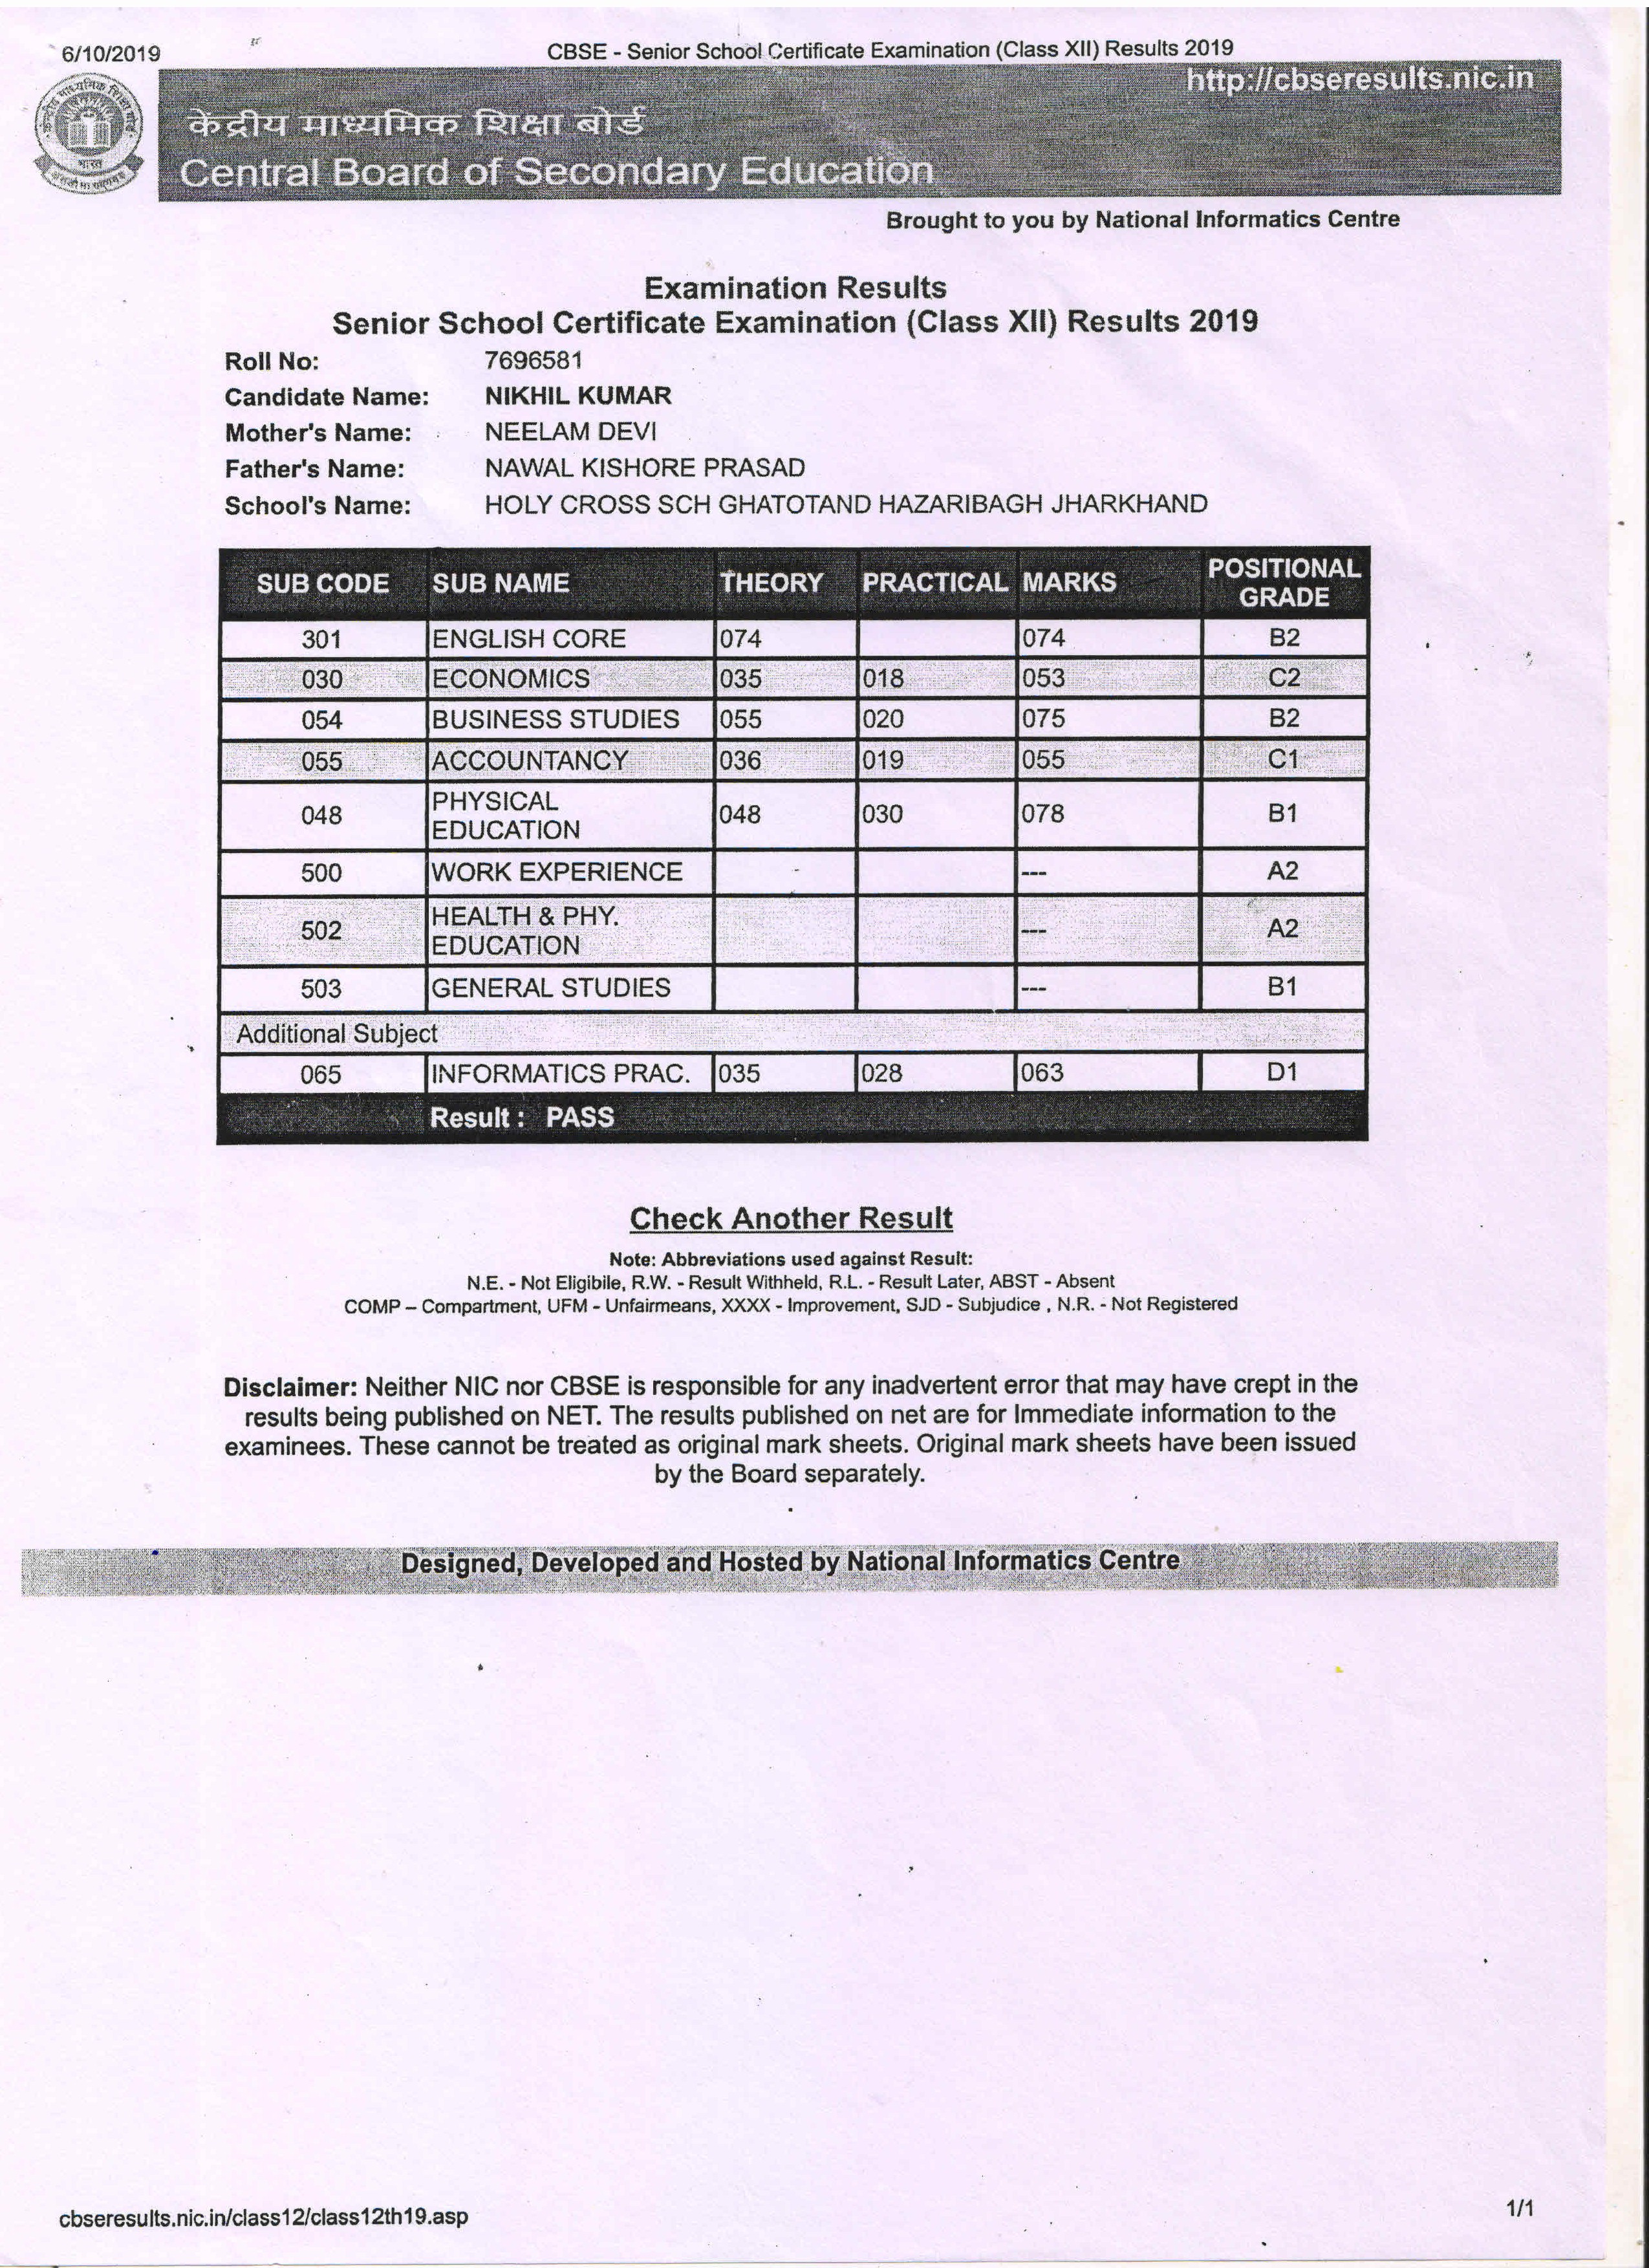 6/10/2019
CBSE - Senior School Certificate Examination (Class XII) Results 2019
http://cbseresults.nic.in
केंद्रीय माध्यमिक शिक्षा बोर्ड
Central Board of Secondary Education
भारत
Brought to you by National Informatics Centre
Examination Results
Senior School Certificate Examination (Class XII) Results 2019
Roll No: 7696581
Candidate Name: NIKHIL KUMAR
Mother's Name: NEELAM DEVI
Father's Name: NAWAL KISHORE PRASAD
School's Name: HOLY CROSS SCH GHATOTAND HAZARIBAGH JHARKHAND
SUB CODE SUB NAME THEORY PRACTICAL MARKS POSITIONAL GRADE
301 ENGLISH CORE 074 074 B2
030 ECONOMICS 035 018 053 C2
054 BUSINESS STUDIES 055 020 075 B2
055 ACCOUNTANCY 036 019 055 C1
048 PHYSICAL EDUCATION 048 030 078 B1
500 WORK EXPERIENCE --- A2
502 HEALTH & PHY. EDUCATION --- A2
503 GENERAL STUDIES --- B1
Additional Subject
065 INFORMATICS PRAC. 035 028 063 D1
Result : PASS
Check Another Result
Note: Abbreviations used against Result:
N.E. - Not Eligibile, R.W. - Result Withheld, R.L. - Result Later, ABST - Absent
COMP – Compartment, UFM - Unfairmeans, XXXX - Improvement, SJD - Subjudice , N.R. - Not Registered
Disclaimer: Neither NIC nor CBSE is responsible for any inadvertent error that may have crept in the
results being published on NET. The results published on net are for Immediate information to the
examinees. These cannot be treated as original mark sheets. Original mark sheets have been issued
by the Board separately.
Designed, Developed and Hosted by National Informatics Centre
cbseresults.nic.in/class12/class12th19.asp
1/1